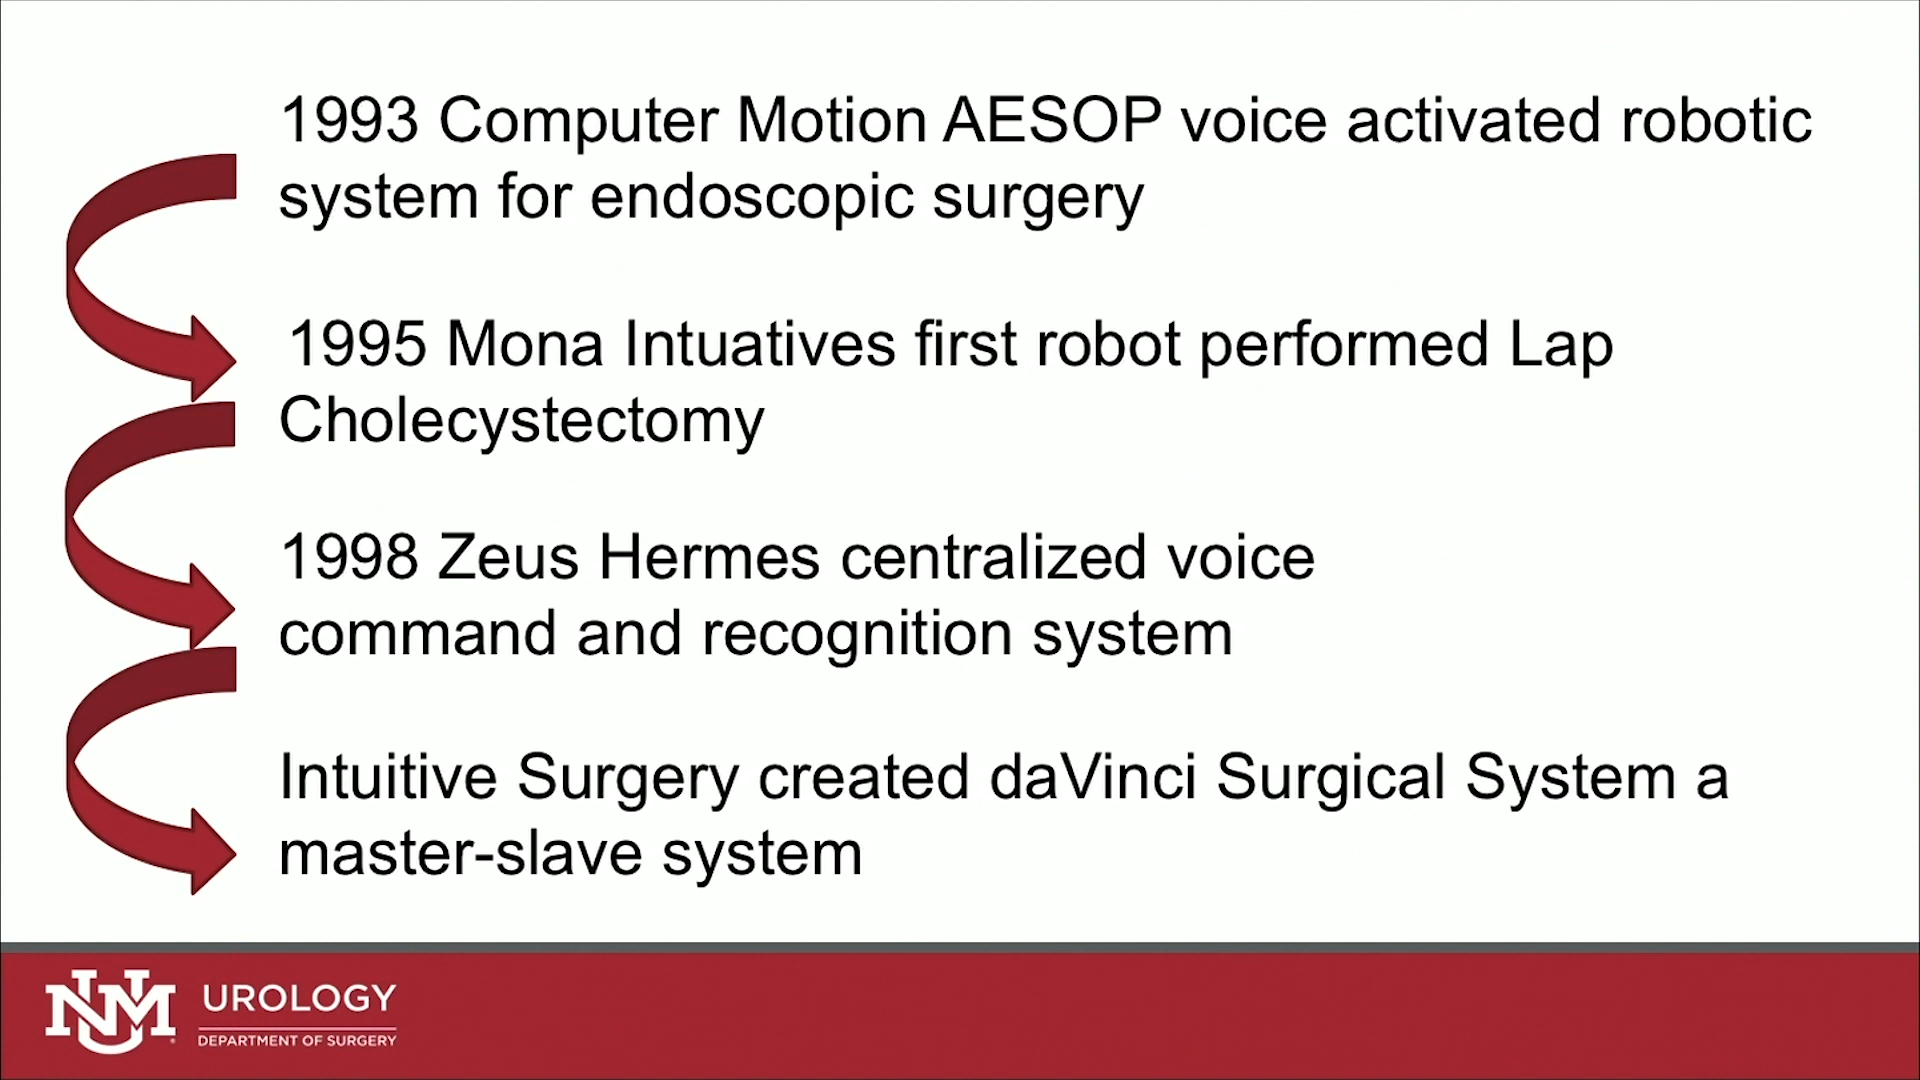 1993 Computer Motion AESOP voice activated robotic
system for endoscopic surgery
1995 Mona Intuatives first robot performed Lap
Cholecystectomy
1998 Zeus Hermes centralized voice
command and recognition system
Intuitive Surgery created daVinci Surgical System a
master-slave system
UNM
UROLOGY
DEPARTMENT OF SURGERY